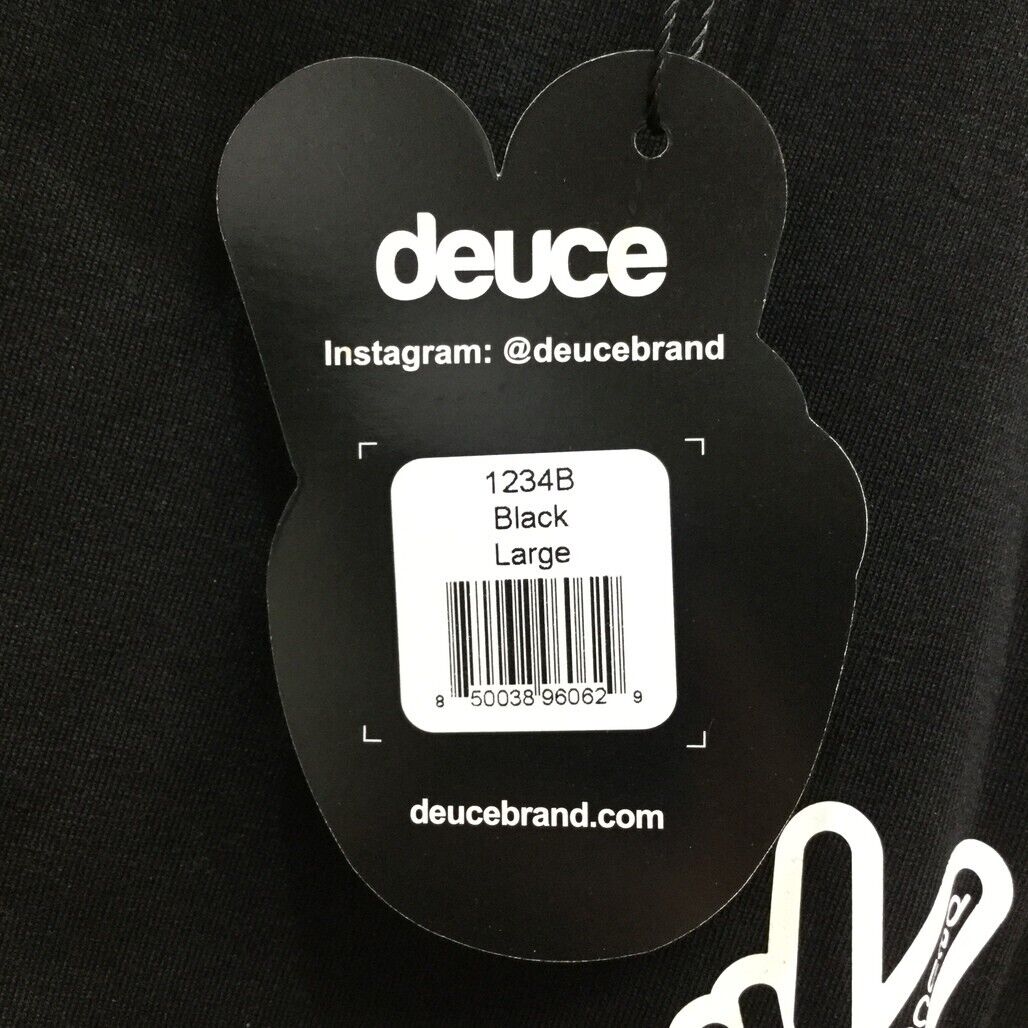 deuce
Instagram: @deucebrand
1234B
Black
Large
8 50038 96062 9
deucebrand.com